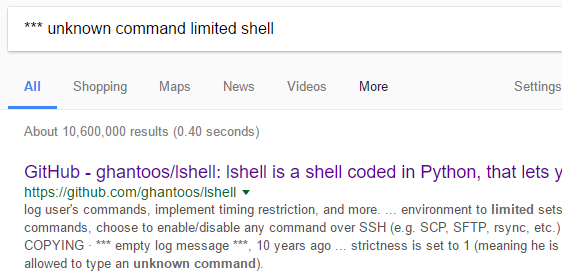 *** unknown command limited shell
All Shopping Maps News Videos More Settings
About 10,600,000 results (0.40 seconds)
GitHub - ghantoos/lshell: lshell is a shell coded in Python, that lets y
https://github.com/ghantoos/lshell
log user's commands, implement timing restriction, and more. ... environment to limited sets
commands, choose to enable/disable any command over SSH (e.g. SCP, SFTP, rsync, etc.)
COPYING · *** empty log message ***, 10 years ago ... strictness is set to 1 (meaning he is
allowed to type an unknown command).